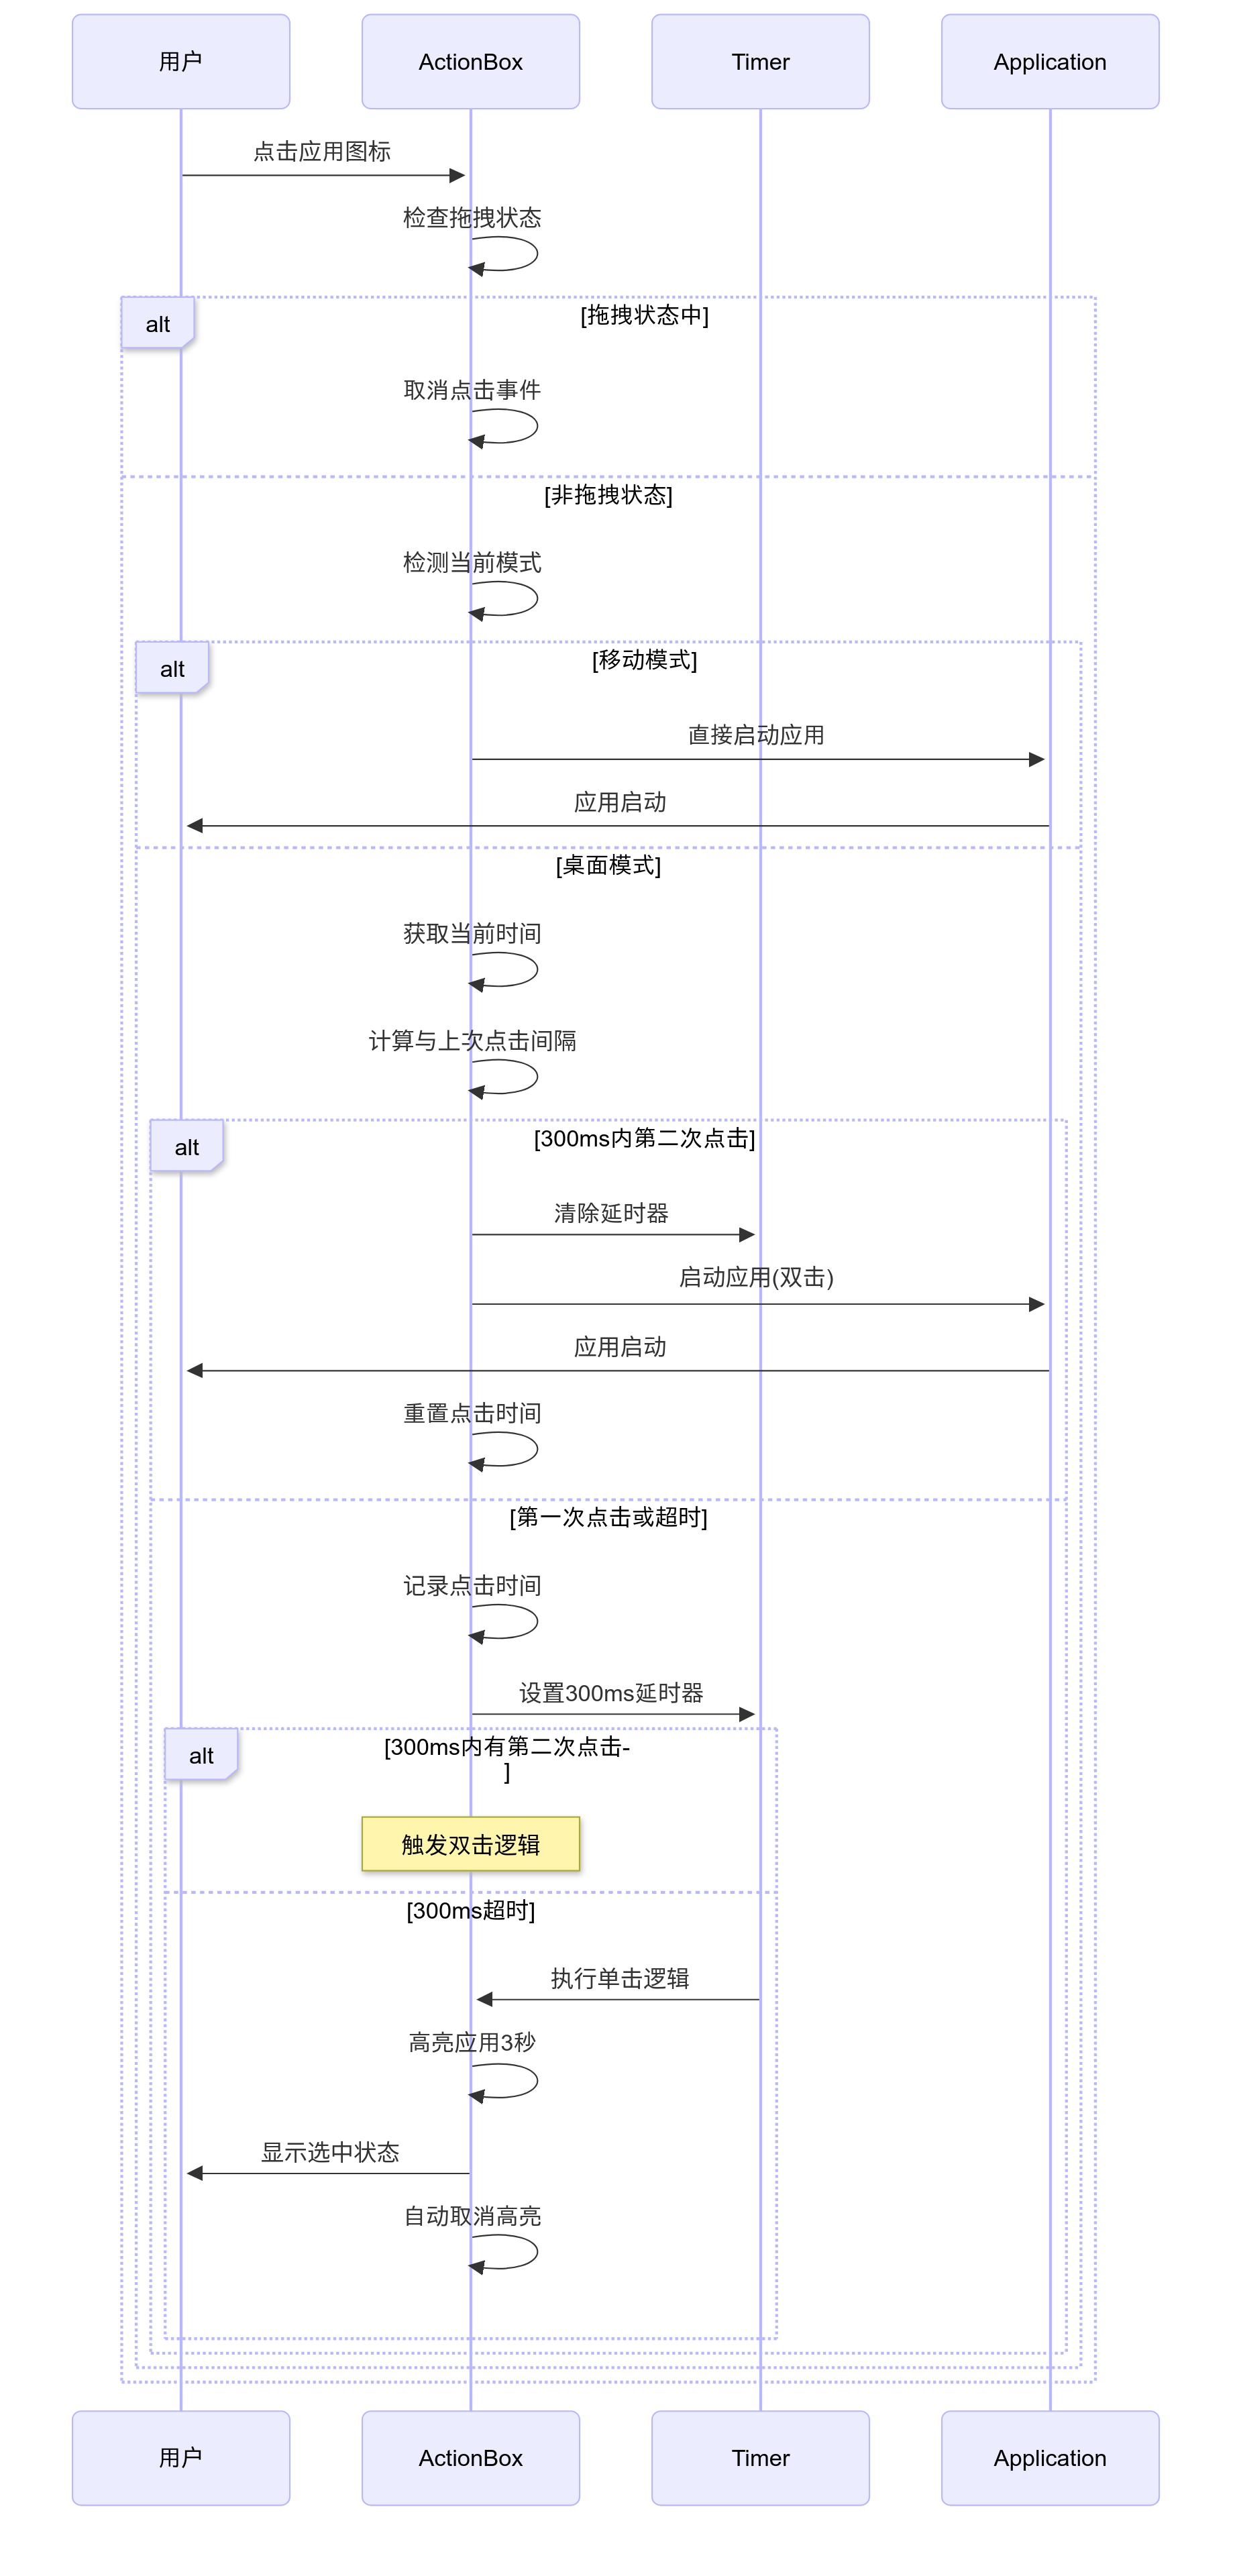 用户
ActionBox
Timer
Application
点击应用图标
检查拖拽状态
alt
[拖拽状态中]
取消点击事件
[非拖拽状态]
检测当前模式
alt
[移动模式]
直接启动应用
应用启动
[桌面模式]
获取当前时间
计算与上次点击间隔
alt
[300ms内第二次点击]
清除延时器
启动应用(双击)
应用启动
重置点击时间
[第一次点击或超时]
记录点击时间
设置300ms延时器
alt
[300ms内有第二次点击-
]
触发双击逻辑
[300ms超时]
执行单击逻辑
高亮应用3秒
显示选中状态
自动取消高亮
用户
ActionBox
Timer
Application